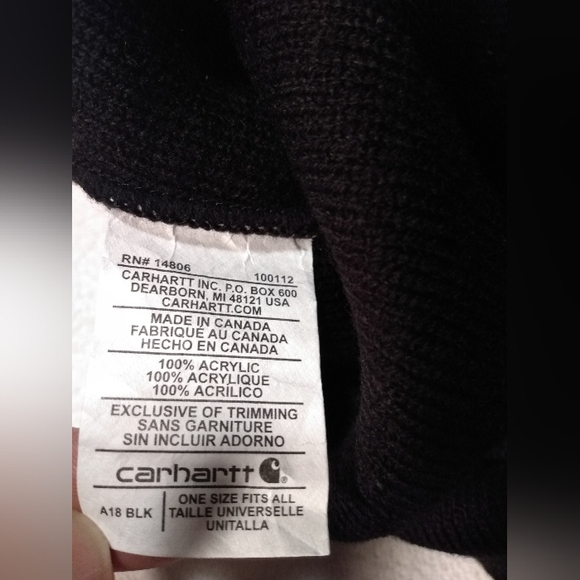 RN# 14806 100112
CARHARTT INC. P.O. BOX 600
DEARBORN, MI 48121 USA
CARHARTT.COM
MADE IN CANADA
FABRIQUÉ AU CANADA
HECHO EN CANADA
100% ACRYLIC
100% ACRYLIQUE
100% ACRÍLICO
EXCLUSIVE OF TRIMMING
SANS GARNITURE
SIN INCLUIR ADORNO
carhartt
A18 BLK
ONE SIZE FITS ALL
TAILLE UNIVERSELLE
UNITALLA